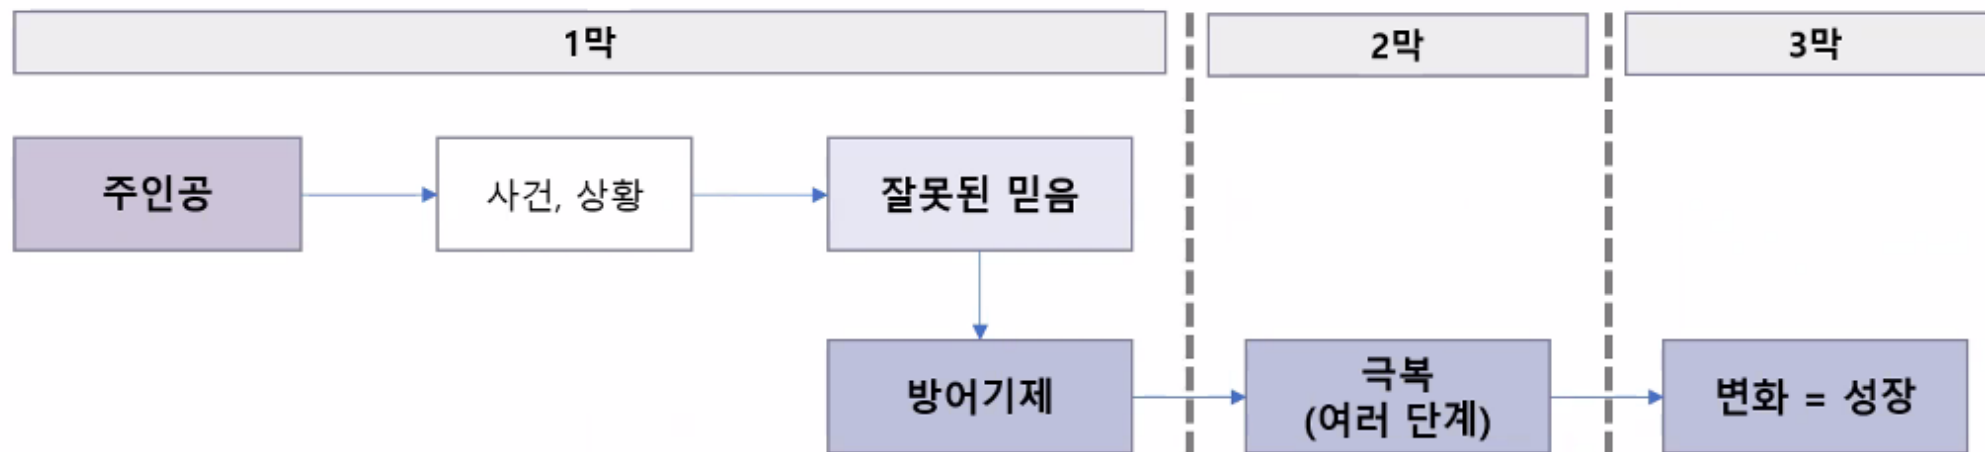 1막
2막
3막
주인공
사건, 상황
잘못된 믿음
방어기제
극복
(여러 단계)
변화 = 성장